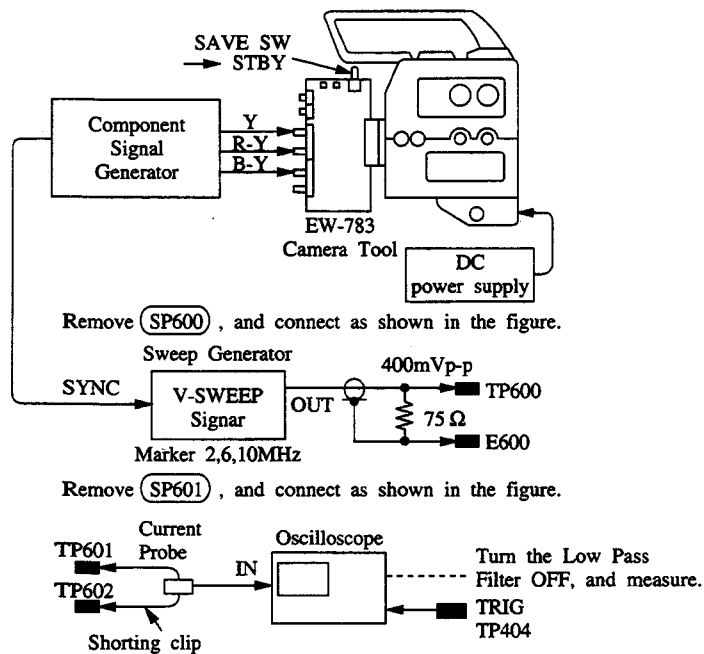 SAVE SW
STBY
Component
Signal
Generator
Y
R-Y
B-Y
EW-783
Camera Tool
DC
power supply
Remove SP600 , and connect as shown in the figure.
Sweep Generator
400mVp-p
SYNC
V-SWEEP
Signar
OUT
75 Ω
TP600
E600
Marker 2,6,10MHz
Remove SP601 , and connect as shown in the figure.
Current
Probe
Oscilloscope
TP601
TP602
IN
Turn the Low Pass
Filter OFF, and measure.
TRIG
TP404
Shorting clip